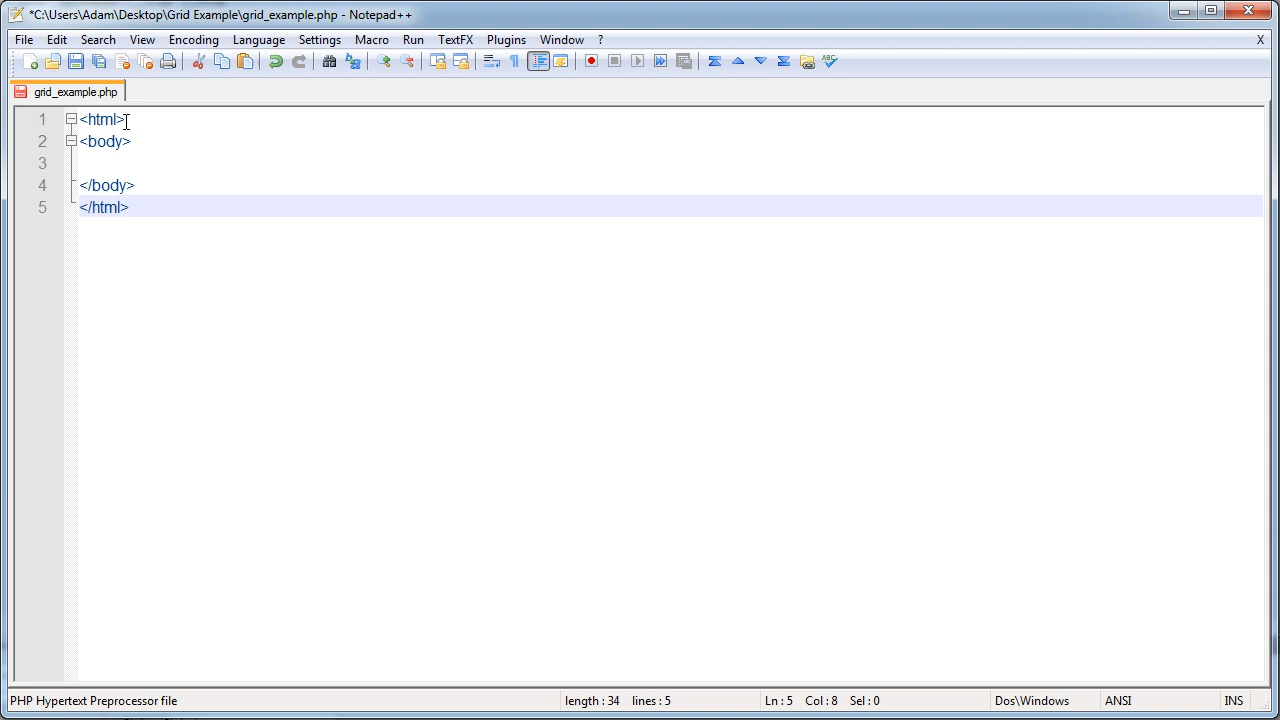 *C:\Users\Adam\Desktop\Grid Example\grid_example.php - Notepad++
File Edit Search View Encoding Language Settings Macro Run TextFX Plugins Window ? X
grid_example.php
1 <html>
2 <body>
3
4 </body>
5 </html>
PHP Hypertext Preprocessor file length : 34 lines : 5 Ln : 5 Col : 8 Sel : 0 Dos\Windows ANSI INS